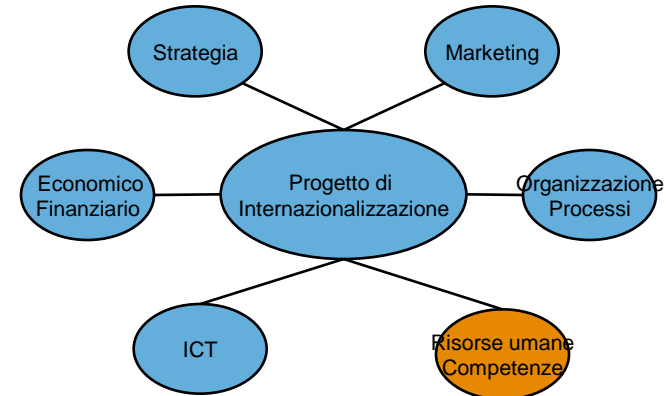 Strategia
Marketing
Economico
Finanziario
Progetto di
Internazionalizzazione
Organizzazione
Processi
ICT
Risorse umane
Competenze